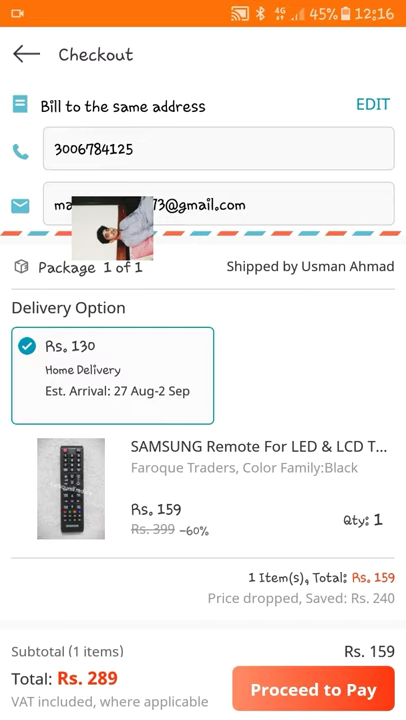 4G 45% 12:16
Checkout
Bill to the same address EDIT
3006784125
73@gmail.com
Package 1 of 1 Shipped by Usman Ahmad
Delivery Option
Rs. 130
Home Delivery
Est. Arrival: 27 Aug-2 Sep
SAMSUNG Remote For LED & LCD T...
Faroque Traders, Color Family:Black
Rs. 159
Rs. 399 -60% Qty: 1
SAMSUNG
1 Item(s), Total: Rs. 159
Price dropped, Saved: Rs. 240
Subtotal (1 items) Rs. 159
Total: Rs. 289
VAT included, where applicable
Proceed to Pay